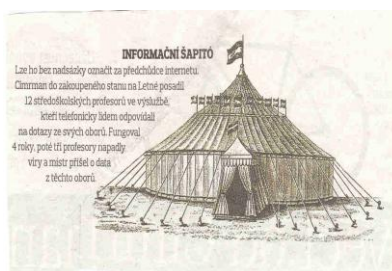 INFORMAČNÍ ŠAPITÓ
Lze ho bez nadsázky označit za předchůdce internetu.
Cimrman do zakoupeného stanu na Letné posadil
12 středoškolských profesorů ve výslužbě,
kteří telefonicky lidem odpovídali
na dotazy ze svých oborů. Fungoval
4 roky, poté tři profesory napadly
viry a mistr přišel o data
z těchto oborů.